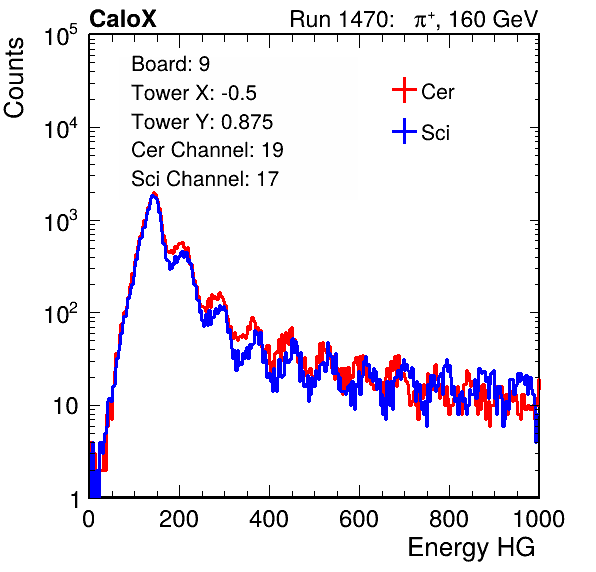 CaloX Run 1470: π⁺, 160 GeV
Counts
10⁵
10⁴
10³
10²
10
1
Board: 9
Tower X: -0.5
Tower Y: 0.875
Cer Channel: 19
Sci Channel: 17
Cer
Sci
0 200 400 600 800 1000
Energy HG